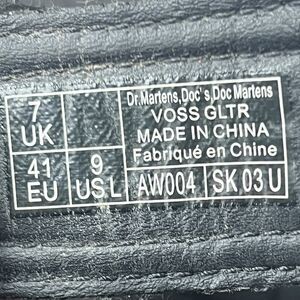 7
UK
41
EU
9
US L
Dr.Martens,Doc's,Doc Martens
VOSS GLTR
MADE IN CHINA
Fabriqué en Chine
AW004
SK 03 U